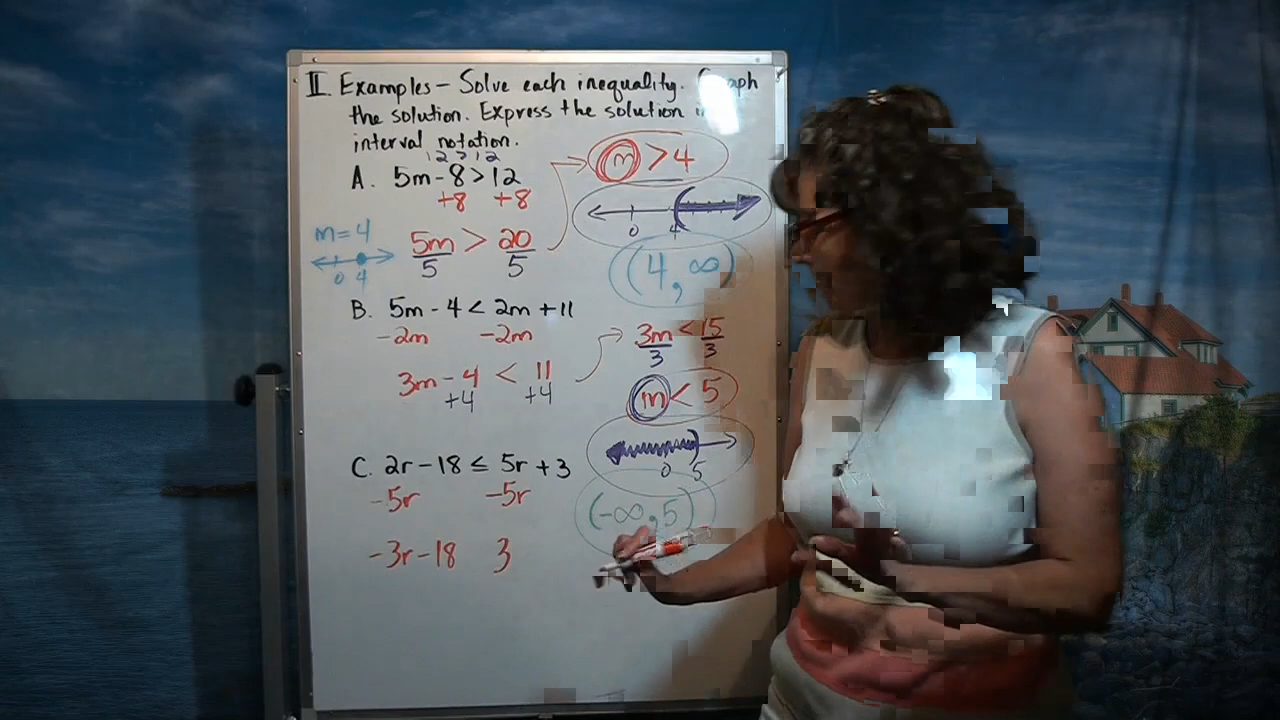 II. Examples - Solve each inequality. Graph
the solution. Express the solution
interval notation.
12 > 12
A. 5m - 8 > 12
+8 +8
m = 4
0 4
5m/5 > 20/5
m > 4
0 4
(4, ∞)
B. 5m - 4 < 2m + 11
-2m -2m
3m - 4 < 11
+4 +4
3m/3 < 15/3
m < 5
0 5
(-∞, 5)
C. 2r - 18 ≤ 5r + 3
-5r -5r
-3r - 18 3